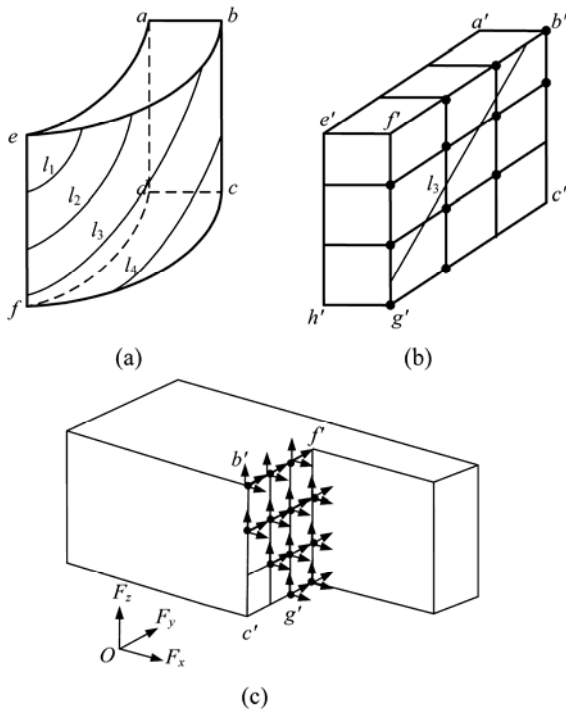 a b
e
l1
l2
d c
l3
l4
f
(a)
a′ b′
e′ f′
l3
c′
h′ g′
(b)
f′
b′
Fz
Fy
c′ g′
O Fx
(c)